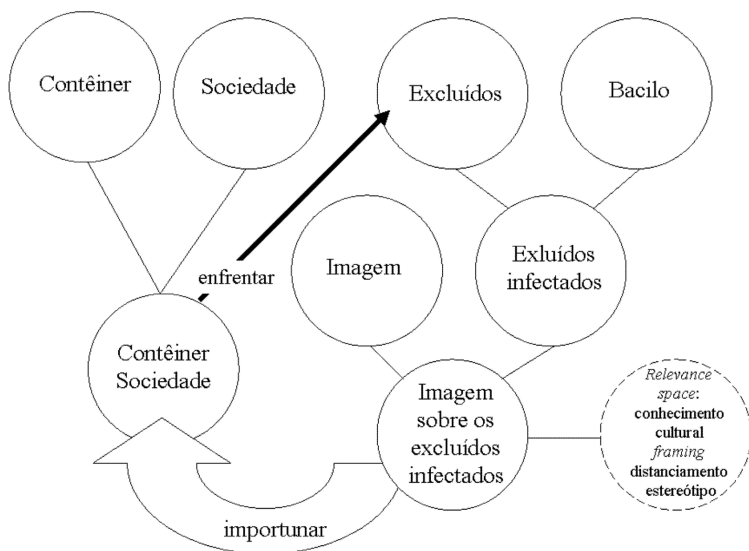 Contêiner
Sociedade
Excluídos
Bacilo
Imagem
Exluídos
infectados
enfrentar
Contêiner
Sociedade
Imagem
sobre os
excluídos
infectados
Relevance
space:
conhecimento
cultural
framing
distanciamento
estereótipo
importunar